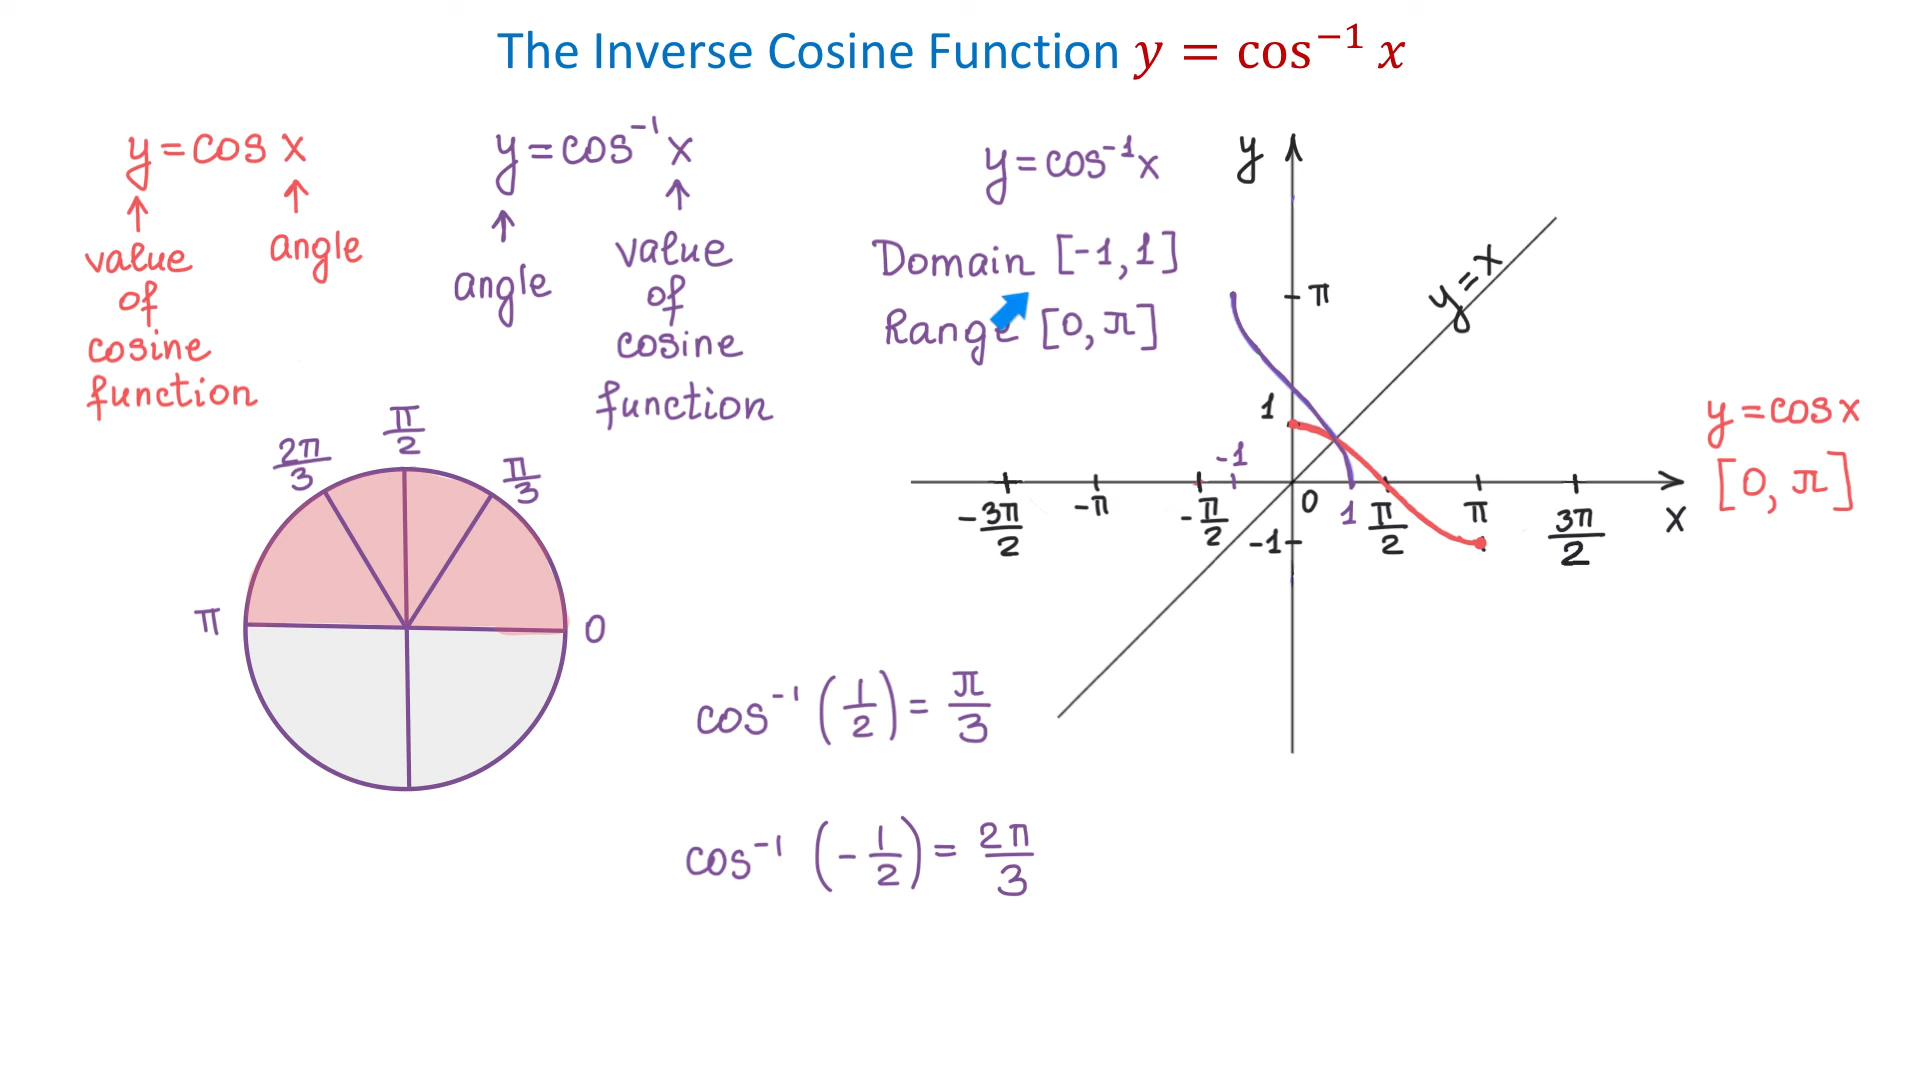 The Inverse Cosine Function y = cos⁻¹ x
y = cos x
value
of
cosine
function
angle
y = cos⁻¹ x
angle
value
of
cosine
function
y = cos⁻¹ x
Domain [-1, 1]
Range [0, π]
y
π
1
-1
-3π/2
-π
-π/2
-1
0
1
π/2
π
3π/2
x
y = x
y = cos x
[0, π]
2π/3
π/2
π/3
π
0
cos⁻¹ (1/2) = π/3
cos⁻¹ (-1/2) = 2π/3